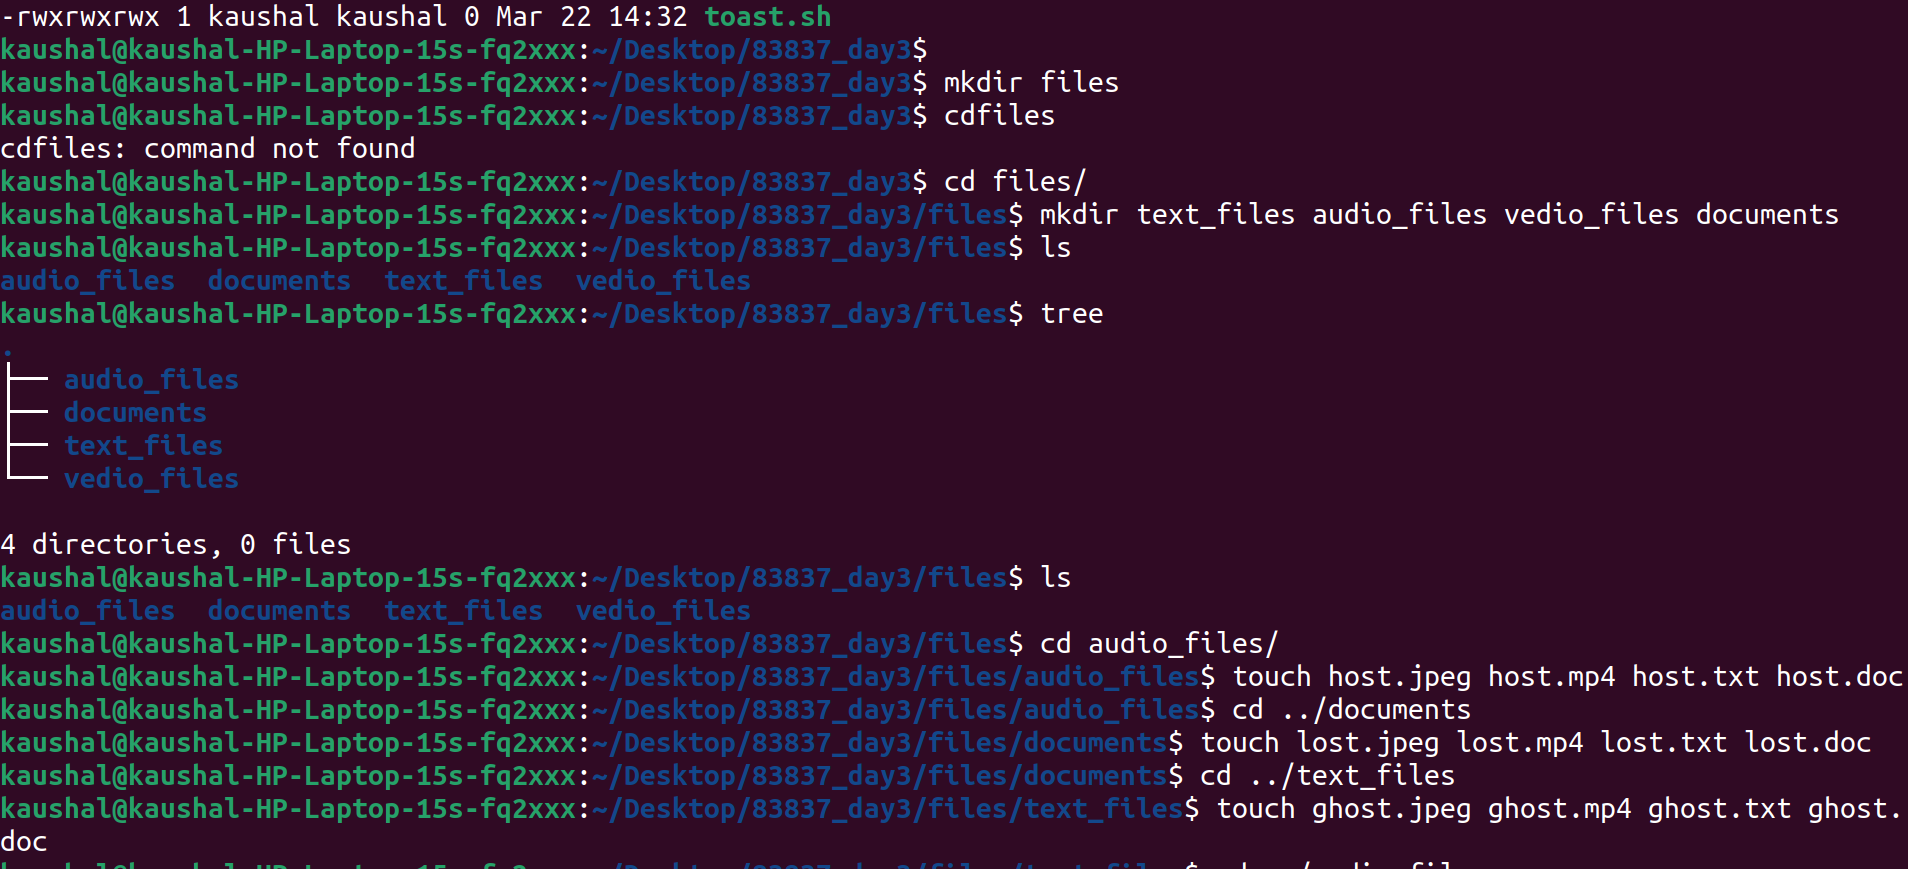 -rwxrwxrwx 1 kaushal kaushal 0 Mar 22 14:32 toast.sh
kaushal@kaushal-HP-Laptop-15s-fq2xxx:~/Desktop/83837_day3$
kaushal@kaushal-HP-Laptop-15s-fq2xxx:~/Desktop/83837_day3$ mkdir files
kaushal@kaushal-HP-Laptop-15s-fq2xxx:~/Desktop/83837_day3$ cdfiles
cdfiles: command not found
kaushal@kaushal-HP-Laptop-15s-fq2xxx:~/Desktop/83837_day3$ cd files/
kaushal@kaushal-HP-Laptop-15s-fq2xxx:~/Desktop/83837_day3/files$ mkdir text_files audio_files vedio_files documents
kaushal@kaushal-HP-Laptop-15s-fq2xxx:~/Desktop/83837_day3/files$ ls
audio_files  documents  text_files  vedio_files
kaushal@kaushal-HP-Laptop-15s-fq2xxx:~/Desktop/83837_day3/files$ tree
.
├── audio_files
├── documents
├── text_files
└── vedio_files
4 directories, 0 files
kaushal@kaushal-HP-Laptop-15s-fq2xxx:~/Desktop/83837_day3/files$ ls
audio_files  documents  text_files  vedio_files
kaushal@kaushal-HP-Laptop-15s-fq2xxx:~/Desktop/83837_day3/files$ cd audio_files/
kaushal@kaushal-HP-Laptop-15s-fq2xxx:~/Desktop/83837_day3/files/audio_files$ touch host.jpeg host.mp4 host.txt host.doc
kaushal@kaushal-HP-Laptop-15s-fq2xxx:~/Desktop/83837_day3/files/audio_files$ cd ../documents
kaushal@kaushal-HP-Laptop-15s-fq2xxx:~/Desktop/83837_day3/files/documents$ touch lost.jpeg lost.mp4 lost.txt lost.doc
kaushal@kaushal-HP-Laptop-15s-fq2xxx:~/Desktop/83837_day3/files/documents$ cd ../text_files
kaushal@kaushal-HP-Laptop-15s-fq2xxx:~/Desktop/83837_day3/files/text_files$ touch ghost.jpeg ghost.mp4 ghost.txt ghost.
doc